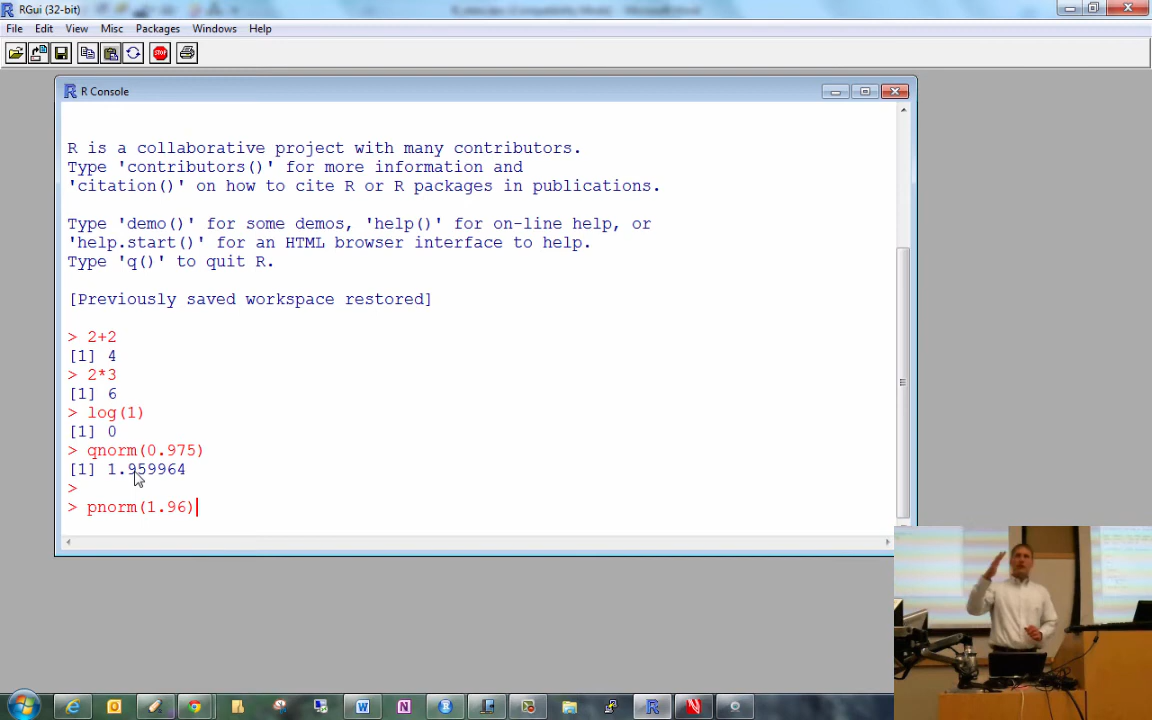 RGui (32-bit)
File Edit View Misc Packages Windows Help
STOP
R Console
R is a collaborative project with many contributors.
Type 'contributors()' for more information and
'citation()' on how to cite R or R packages in publications.
Type 'demo()' for some demos, 'help()' for on-line help, or
'help.start()' for an HTML browser interface to help.
Type 'q()' to quit R.
[Previously saved workspace restored]
> 2+2
[1] 4
> 2*3
[1] 6
> log(1)
[1] 0
> qnorm(0.975)
[1] 1.959964
>
> pnorm(1.96)